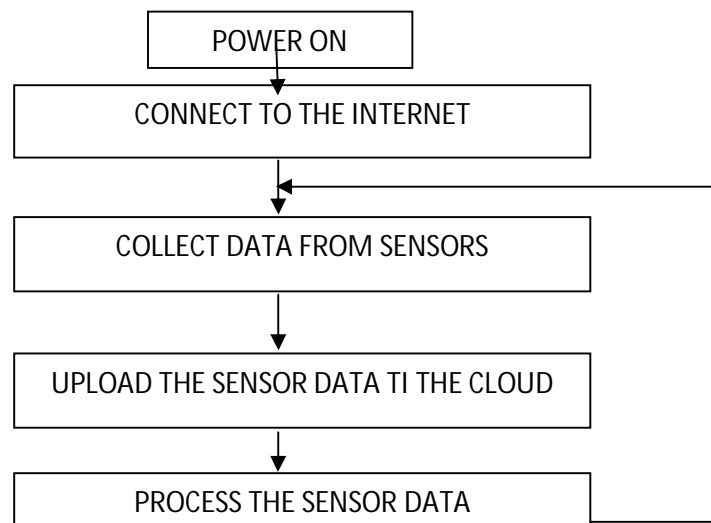 POWER ON
CONNECT TO THE INTERNET
COLLECT DATA FROM SENSORS
UPLOAD THE SENSOR DATA TI THE CLOUD
PROCESS THE SENSOR DATA